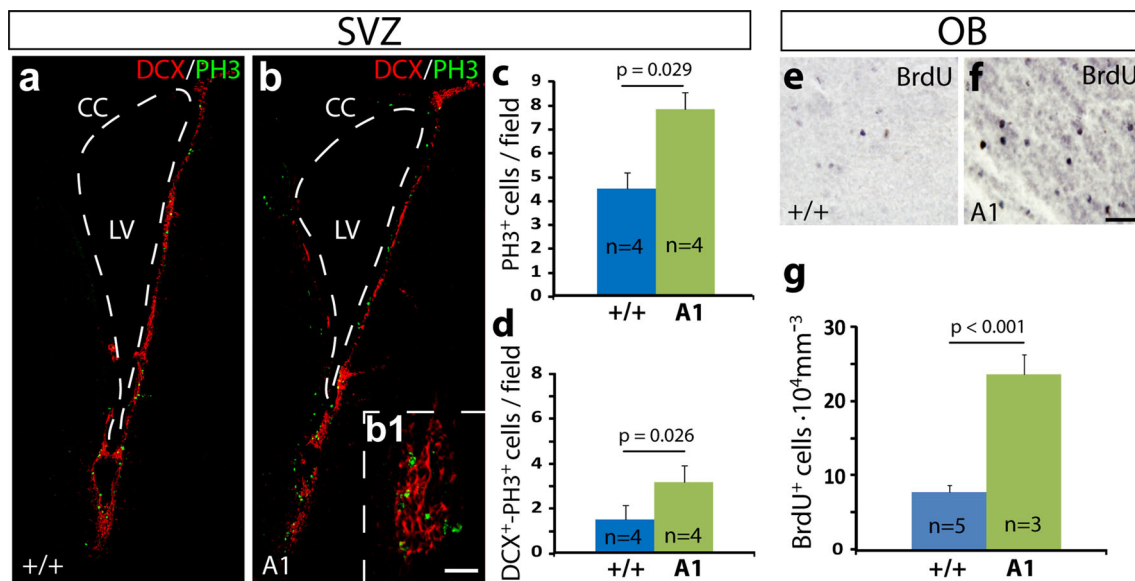 SVZ
OB
a
DCX/PH3
CC
LV
+/+
b
DCX/PH3
CC
LV
b1
A1
c
PH3⁺ cells / field
9
8
7
6
5
4
3
2
1
0
p = 0.029
n=4
n=4
+/+
A1
d
DCX⁺-PH3⁺ cells / field
8
6
4
2
0
p = 0.026
n=4
n=4
+/+
A1
e
BrdU
+/+
f
BrdU
A1
g
BrdU⁺ cells ·10⁴mm⁻³
30
20
10
0
p < 0.001
n=5
n=3
+/+
A1